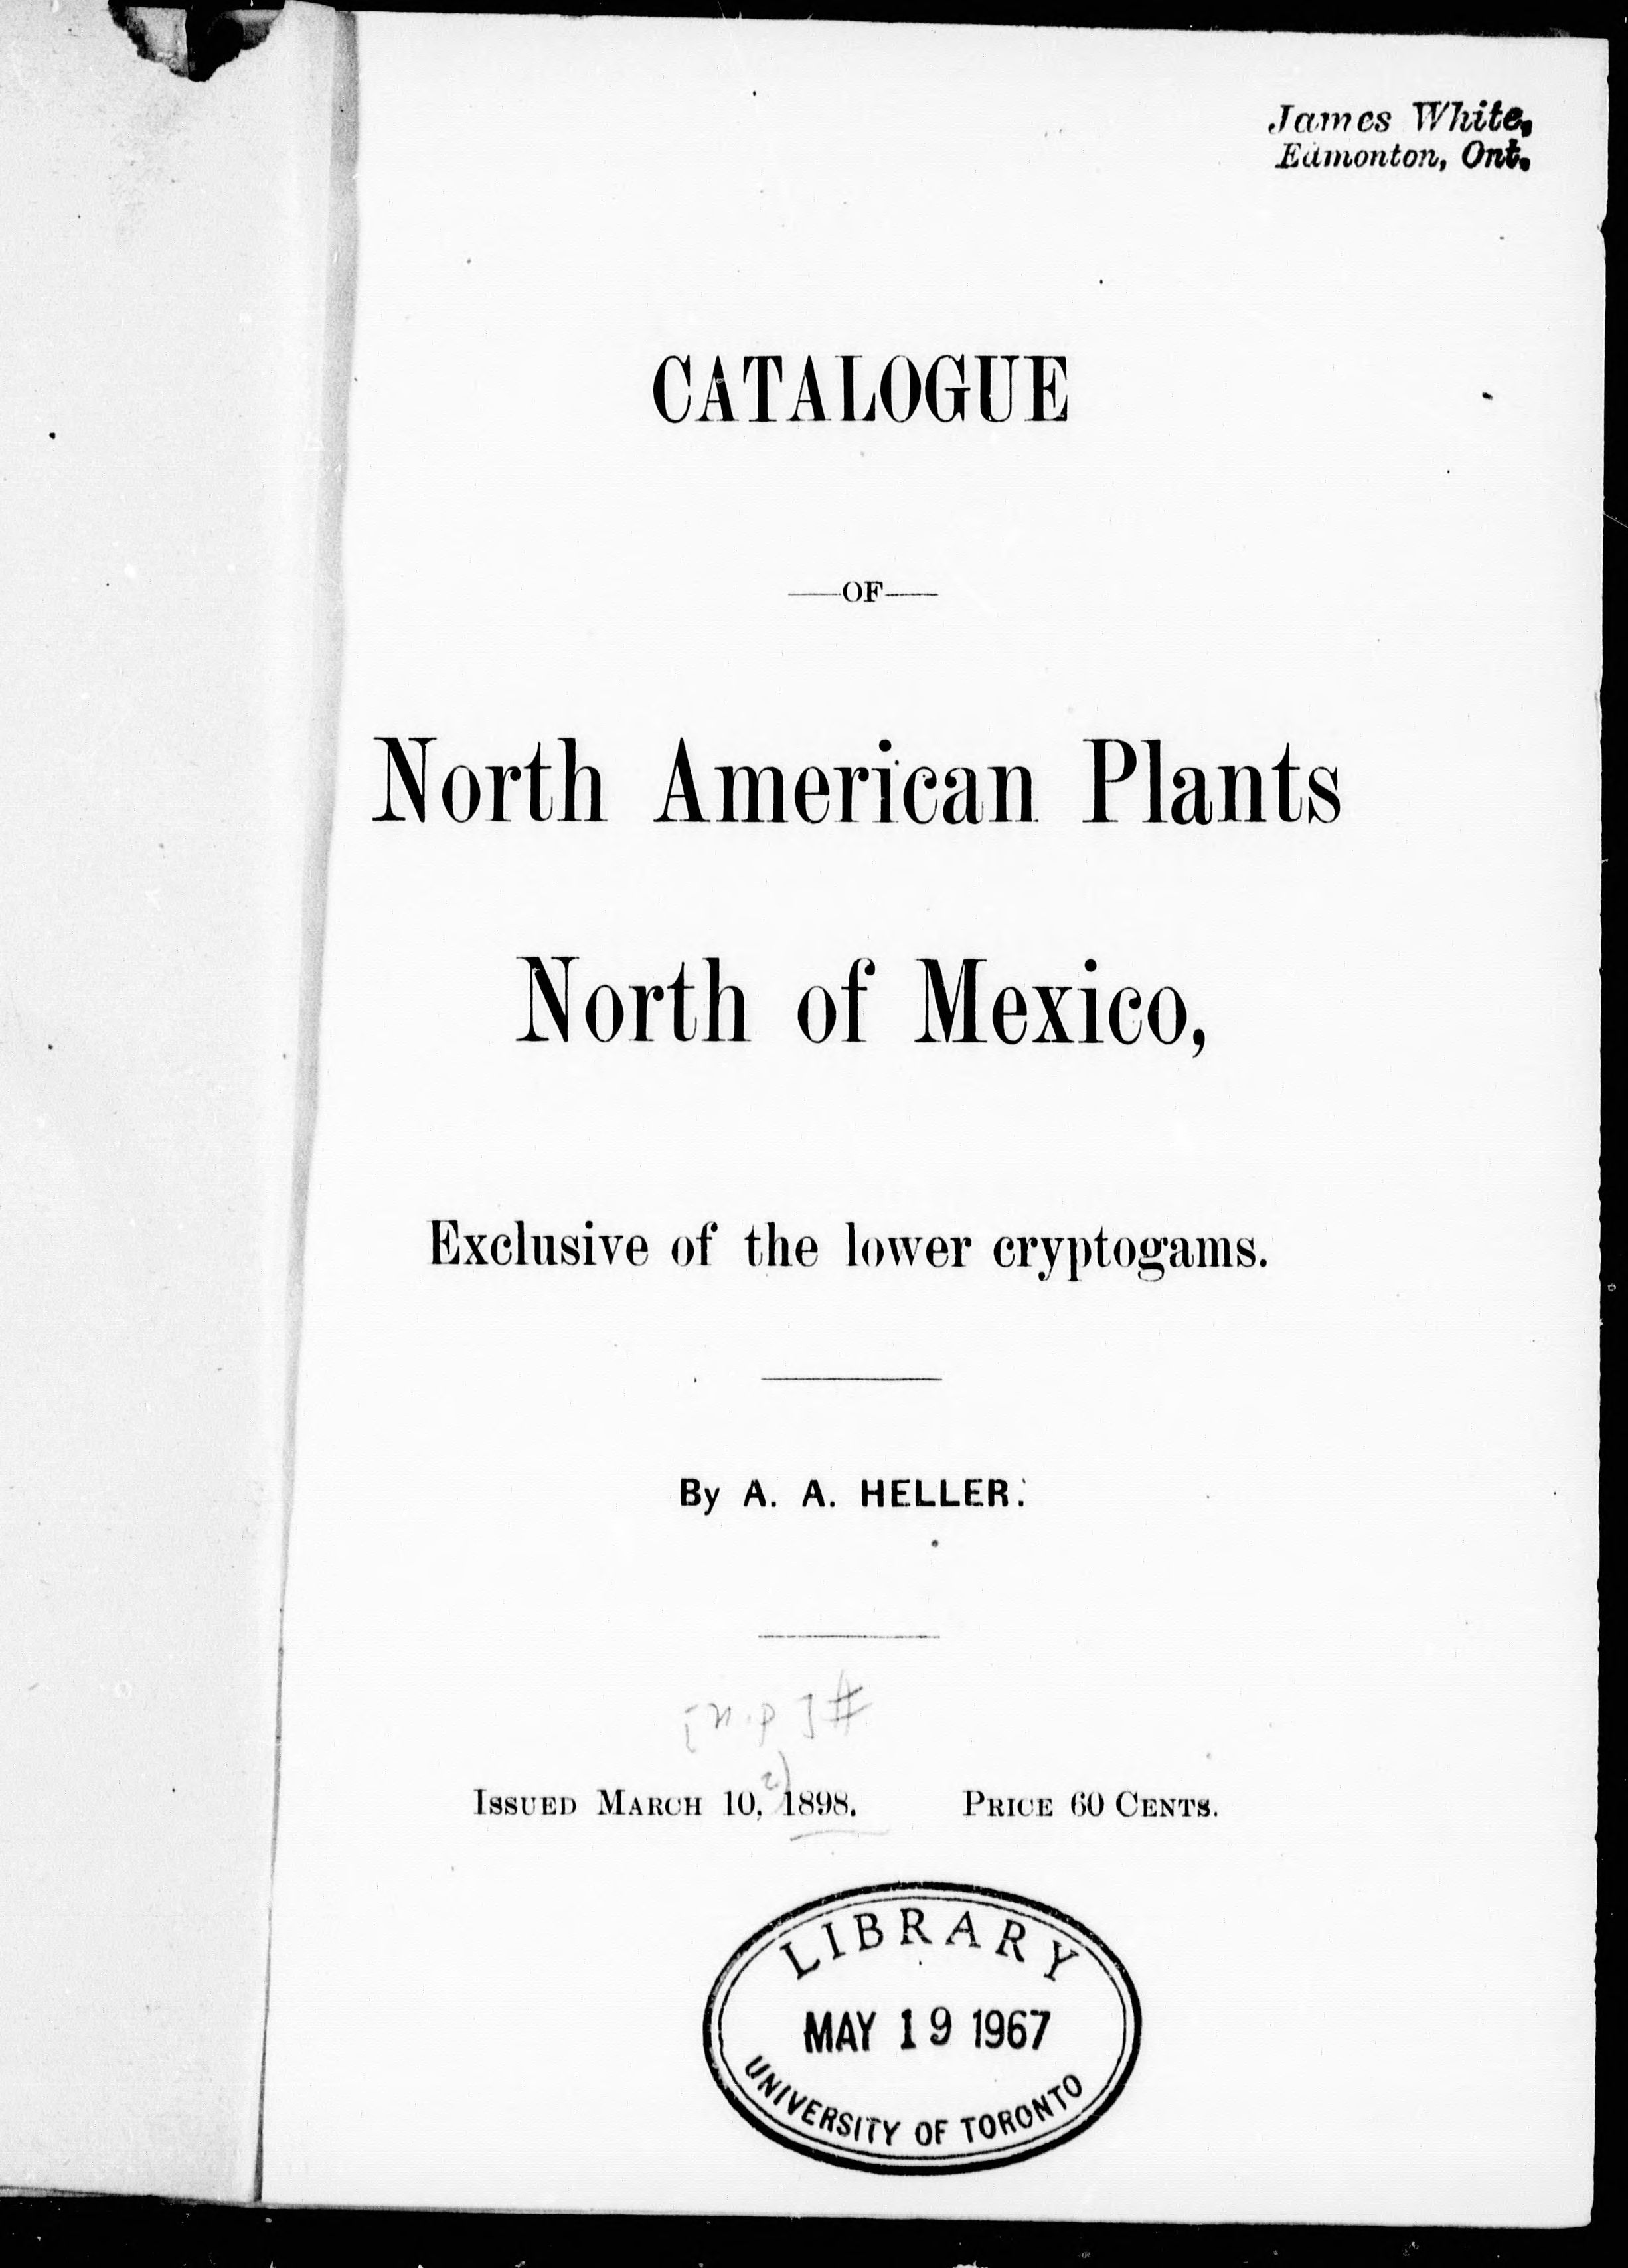 James White,
Edmonton, Ont.
CATALOGUE
—OF—
North American Plants
North of Mexico,
Exclusive of the lower cryptogams.
By A. A. HELLER.
[n.p.] #
2)
ISSUED MARCH 10, 1898. PRICE 60 CENTS.
LIBRARY
MAY 19 1967
UNIVERSITY OF TORONTO